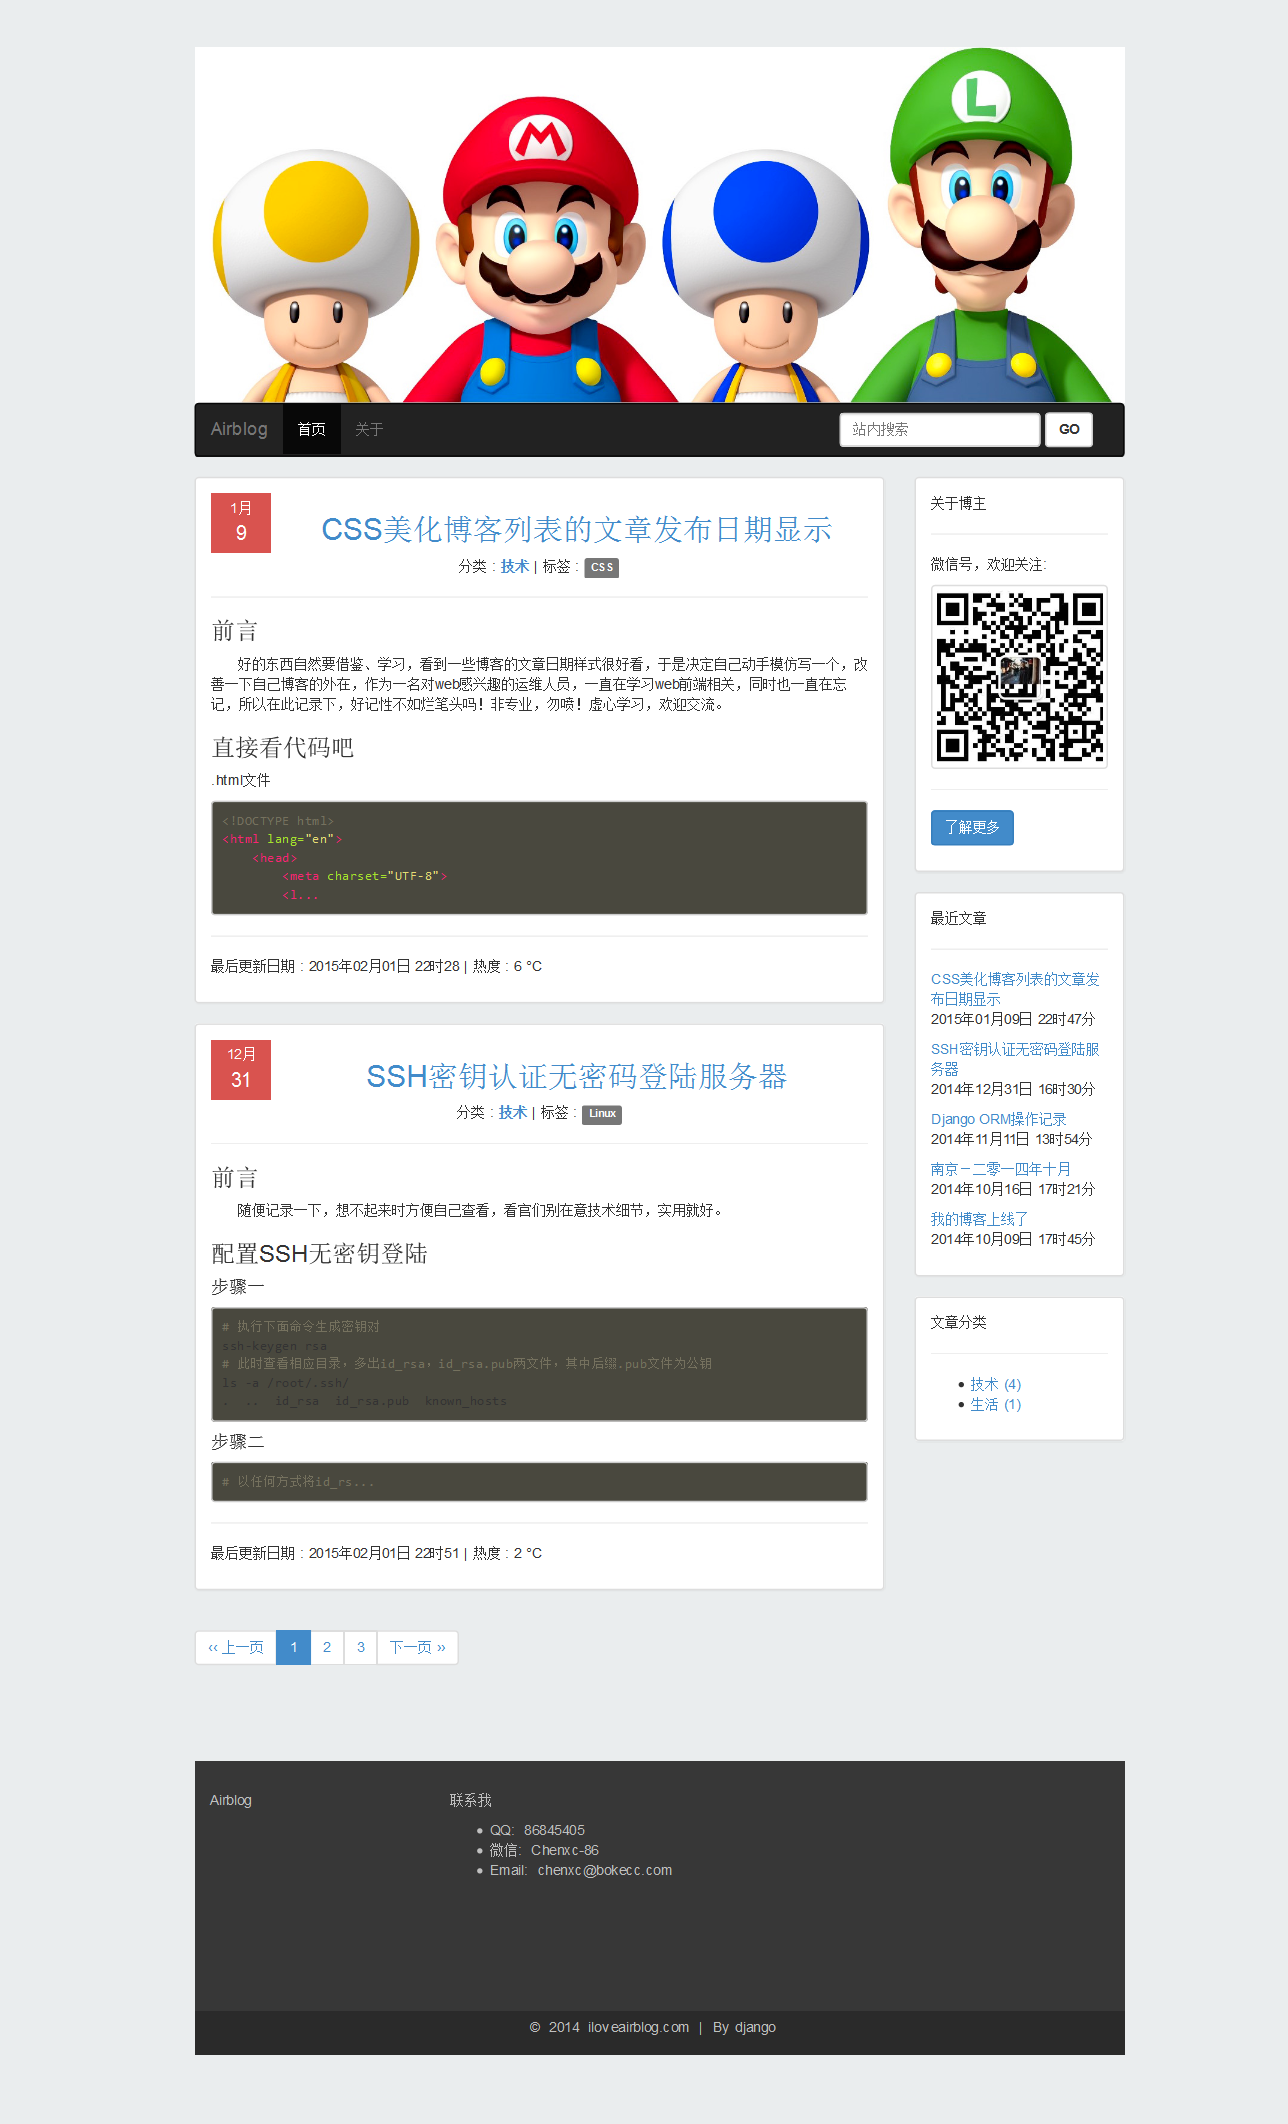 M
L
Airblog 首页 关于 站内搜索 GO
1月
9
CSS美化博客列表的文章发布日期显示
分类 : 技术 | 标签 : CSS
前言
好的东西自然要借鉴、学习，看到一些博客的文章日期样式很好看，于是决定自己动手模仿写一个，改
善一下自己博客的外在，作为一名对web感兴趣的运维人员，一直在学习web前端相关，同时也一直在忘
记，所以在此记录下，好记性不如烂笔头吗！非专业，勿喷！虚心学习，欢迎交流。
直接看代码吧
.html文件
<!DOCTYPE html>
<html lang="en">
<head>
<meta charset="UTF-8">
<l...
最后更新日期 : 2015年02月01日 22时28 | 热度 : 6 °C
12月
31
SSH密钥认证无密码登陆服务器
分类 : 技术 | 标签 : Linux
前言
随便记录一下，想不起来时方便自己查看，看官们别在意技术细节，实用就好。
配置SSH无密钥登陆
步骤一
# 执行下面命令生成密钥对
ssh-keygen rsa
# 此时查看相应目录，多出id_rsa，id_rsa.pub两文件，其中后缀.pub文件为公钥
ls -a /root/.ssh/
. .. id_rsa id_rsa.pub known_hosts
步骤二
# 以任何方式将id_rs...
最后更新日期 : 2015年02月01日 22时51 | 热度 : 2 °C
‹‹ 上一页 1 2 3 下一页 ››
关于博主
微信号，欢迎关注:
了解更多
最近文章
CSS美化博客列表的文章发
布日期显示
2015年01月09日 22时47分
SSH密钥认证无密码登陆服
务器
2014年12月31日 16时30分
Django ORM操作记录
2014年11月11日 13时54分
南京－二零一四年十月
2014年10月16日 17时21分
我的博客上线了
2014年10月09日 17时45分
文章分类
技术 (4)
生活 (1)
Airblog
联系我
QQ: 86845405
微信: Chenxc-86
Email: chenxc@bokecc.com
© 2014 iloveairblog.com | By django